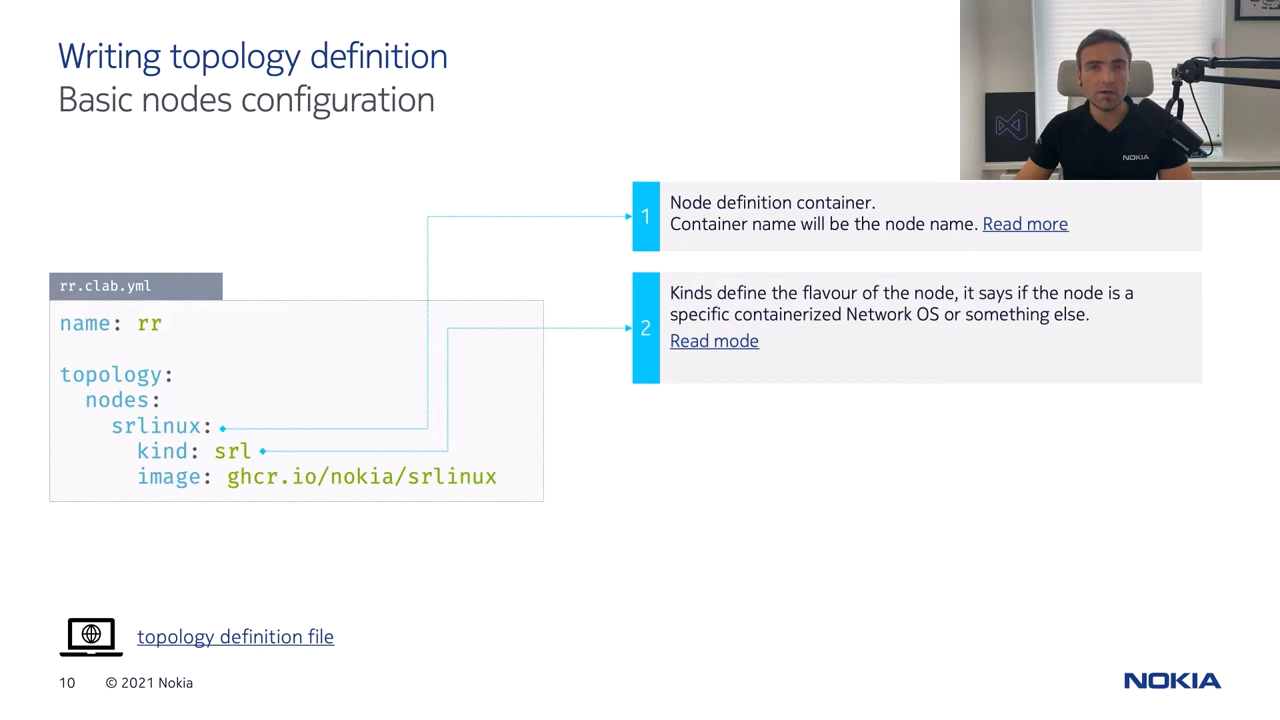 Writing topology definition
Basic nodes configuration
NOKIA
1
Node definition container.
Container name will be the node name. Read more
2
Kinds define the flavour of the node, it says if the node is a
specific containerized Network OS or something else.
Read mode
rr.clab.yml
name: rr
topology:
nodes:
srlinux:
kind: srl
image: ghcr.io/nokia/srlinux
topology definition file
10
© 2021 Nokia
NOKIA